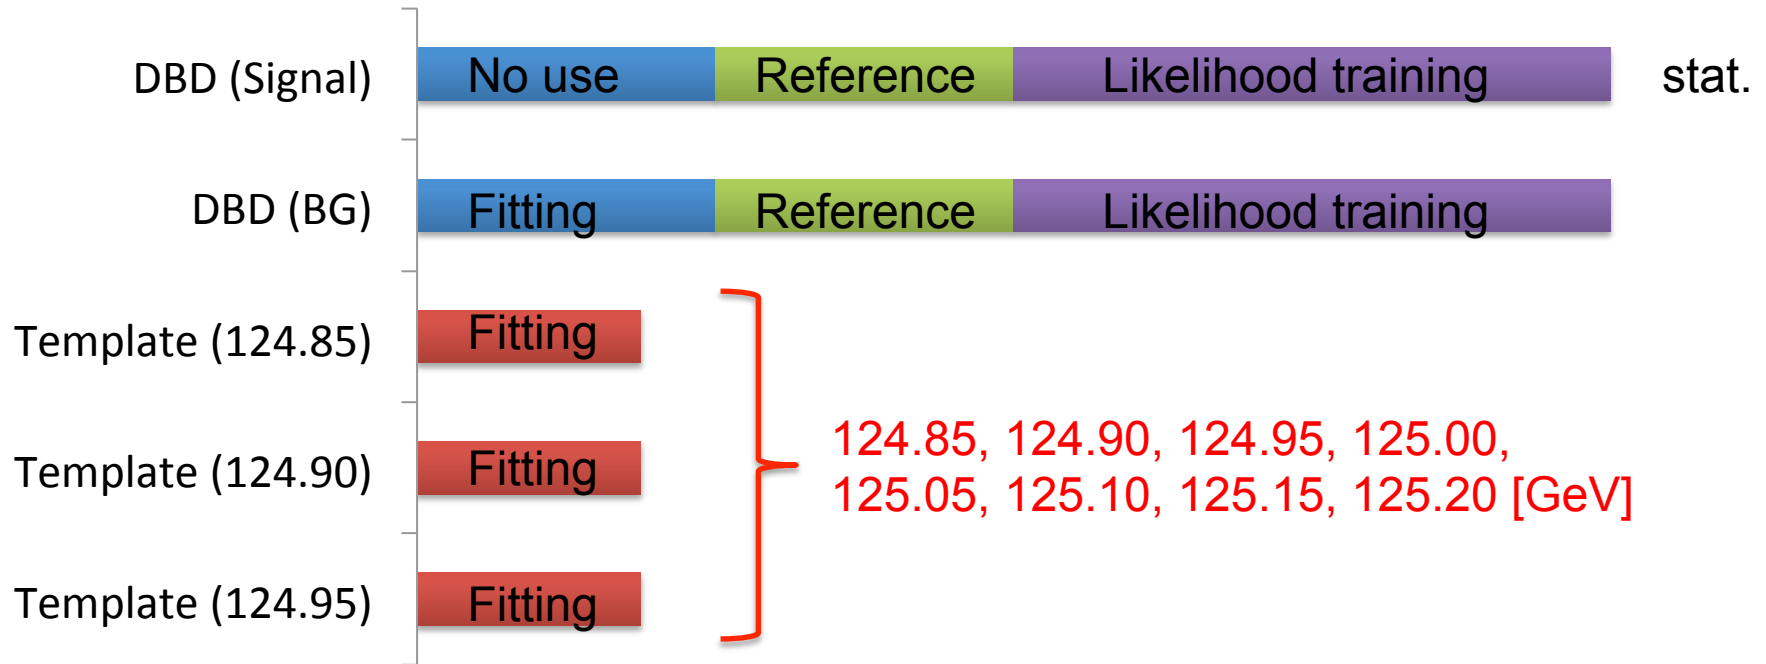 DBD (Signal) No use Reference Likelihood training stat.
DBD (BG) Fitting Reference Likelihood training
Template (124.85) Fitting
Template (124.90) Fitting
124.85, 124.90, 124.95, 125.00,
125.05, 125.10, 125.15, 125.20 [GeV]
Template (124.95) Fitting